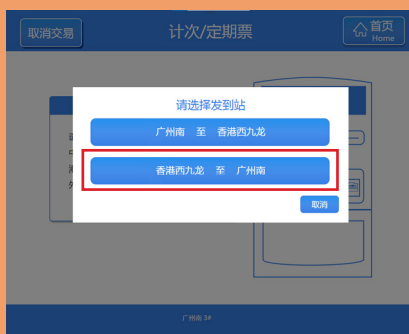 取消交易
计次/定期票
首页
Home
请选择发到站
广州南 至 香港西九龙
香港西九龙 至 广州南
取消
广州南 3#